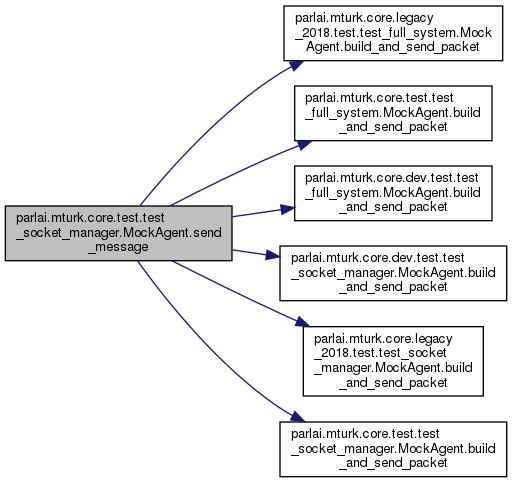 parlai.mturk.core.legacy
_2018.test.test_full_system.Mock
Agent.build_and_send_packet
parlai.mturk.core.test.test
_full_system.MockAgent.build
_and_send_packet
parlai.mturk.core.dev.test.test
_full_system.MockAgent.build
_and_send_packet
parlai.mturk.core.test.test
_socket_manager.MockAgent.send
_message
parlai.mturk.core.dev.test.test
_socket_manager.MockAgent.build
_and_send_packet
parlai.mturk.core.legacy
_2018.test.test_socket
_manager.MockAgent.build
_and_send_packet
parlai.mturk.core.test.test
_socket_manager.MockAgent.build
_and_send_packet